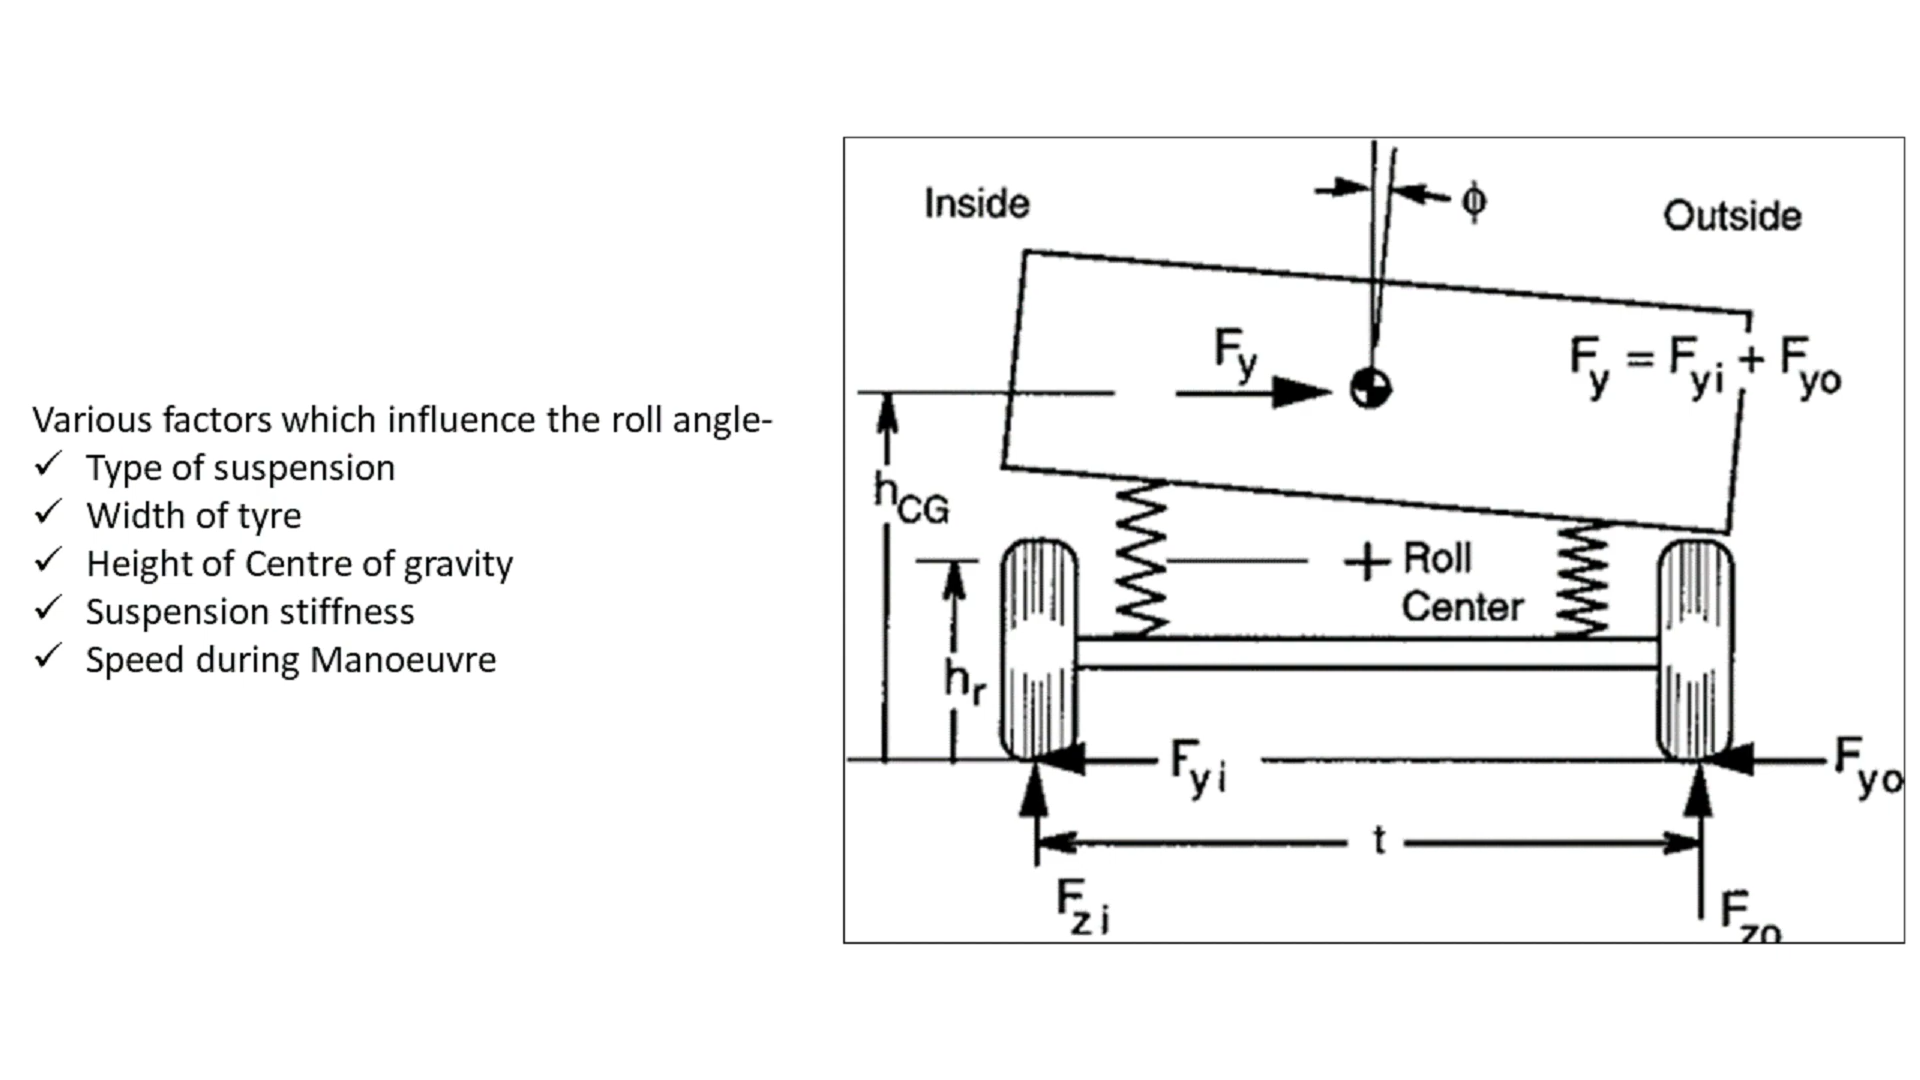 Various factors which influence the roll angle-
✓ Type of suspension
✓ Width of tyre
✓ Height of Centre of gravity
✓ Suspension stiffness
✓ Speed during Manoeuvre
Inside
ϕ
Outside
Fy
Fy = Fyi + Fyo
hCG
Roll
Center
hr
Fyi
Fyo
t
Fzi
Fzo